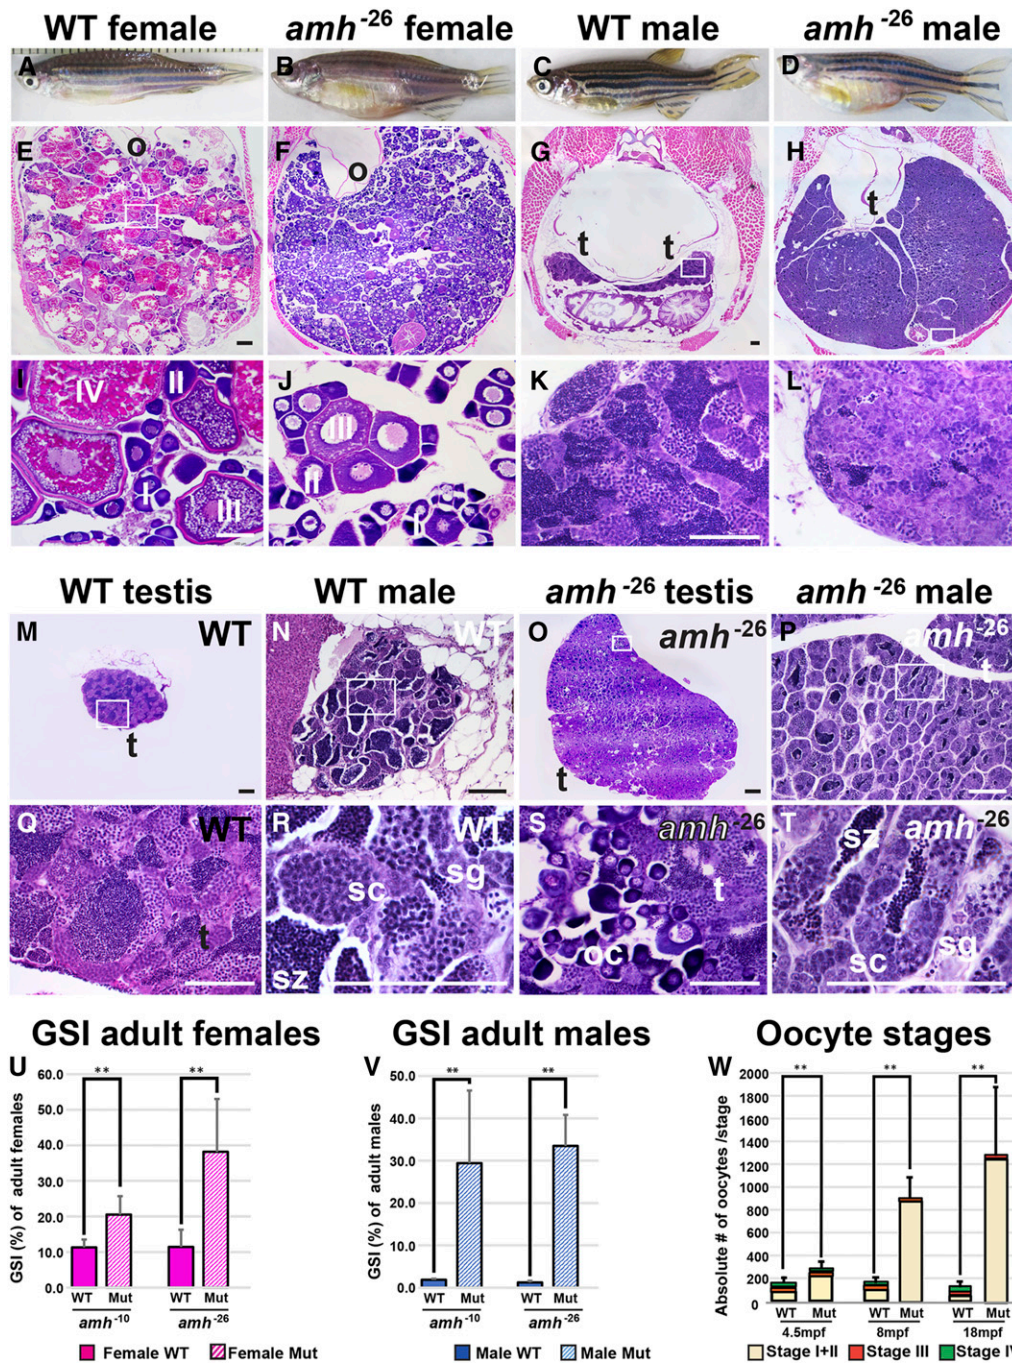 WT female amh -26 female WT male amh -26 male
A B C D
E O F O G t t H t
I IV II I III J III II I K L
WT testis WT male amh -26 testis amh -26 male
M WT t N WT O amh -26 t P amh -26 t
Q WT t R WT sc sg sz S amh -26 t oc T sz amh -26 sc sg
GSI adult females GSI adult males Oocyte stages
U
GSI (%) of adult females
60.0
50.0
40.0
30.0
20.0
10.0
0.0
** **
WT Mut WT Mut
amh -10 amh -26
Female WT Female Mut
V
GSI (%) of adult males
50.0
40.0
30.0
20.0
10.0
0.0
** **
WT Mut WT Mut
amh -10 amh -26
Male WT Male Mut
W
Absolute # of oocytes /stage
2000
1800
1600
1400
1200
1000
800
600
400
200
0
** ** **
WT Mut WT Mut WT Mut
4.5mpf 8mpf 18mpf
Stage I+II Stage III Stage IV